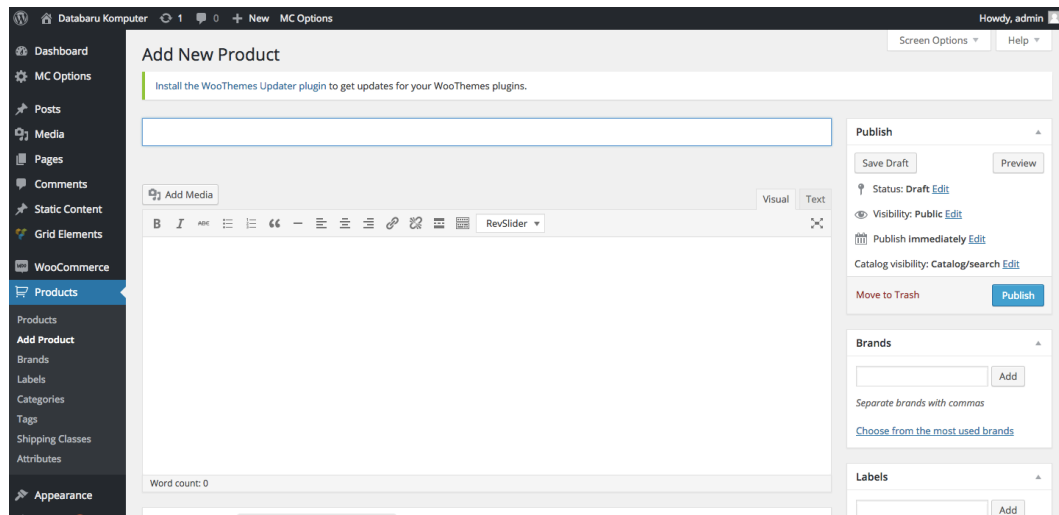 Databaru Komputer 1 0 + New MC Options Howdy, admin
Screen Options Help
Dashboard
MC Options
Posts
Media
Pages
Comments
Static Content
Grid Elements
WooCommerce
Products
Products
Add Product
Brands
Labels
Categories
Tags
Shipping Classes
Attributes
Appearance
Add New Product
Install the WooThemes Updater plugin to get updates for your WooThemes plugins.
Add Media
Visual Text
B I ABC RevSlider
Word count: 0
Publish
Save Draft Preview
Status: Draft Edit
Visibility: Public Edit
Publish immediately Edit
Catalog visibility: Catalog/search Edit
Move to Trash Publish
Brands
Add
Separate brands with commas
Choose from the most used brands
Labels
Add